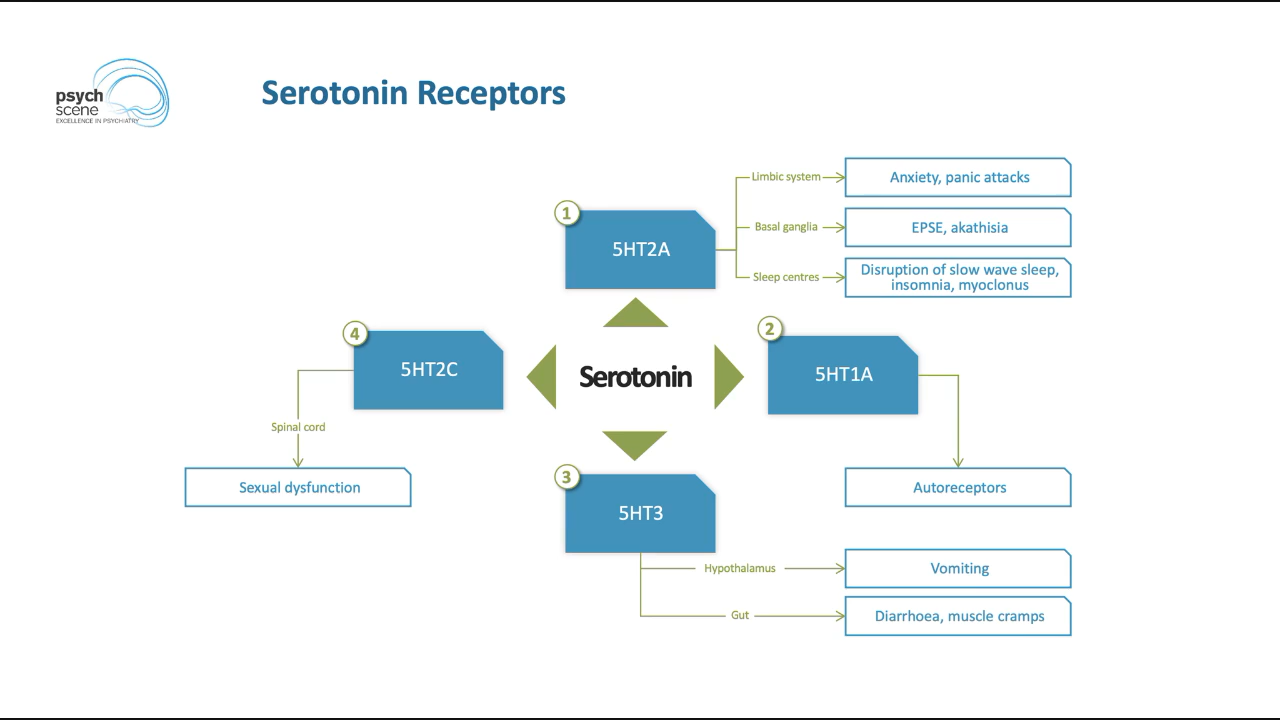 psych
scene
EXCELLENCE IN PSYCHIATRY
Serotonin Receptors
1
5HT2A
Limbic system
Anxiety, panic attacks
Basal ganglia
EPSE, akathisia
Sleep centres
Disruption of slow wave sleep,
insomnia, myoclonus
4
5HT2C
Serotonin
2
5HT1A
Spinal cord
Sexual dysfunction
3
5HT3
Autoreceptors
Hypothalamus
Vomiting
Gut
Diarrhoea, muscle cramps